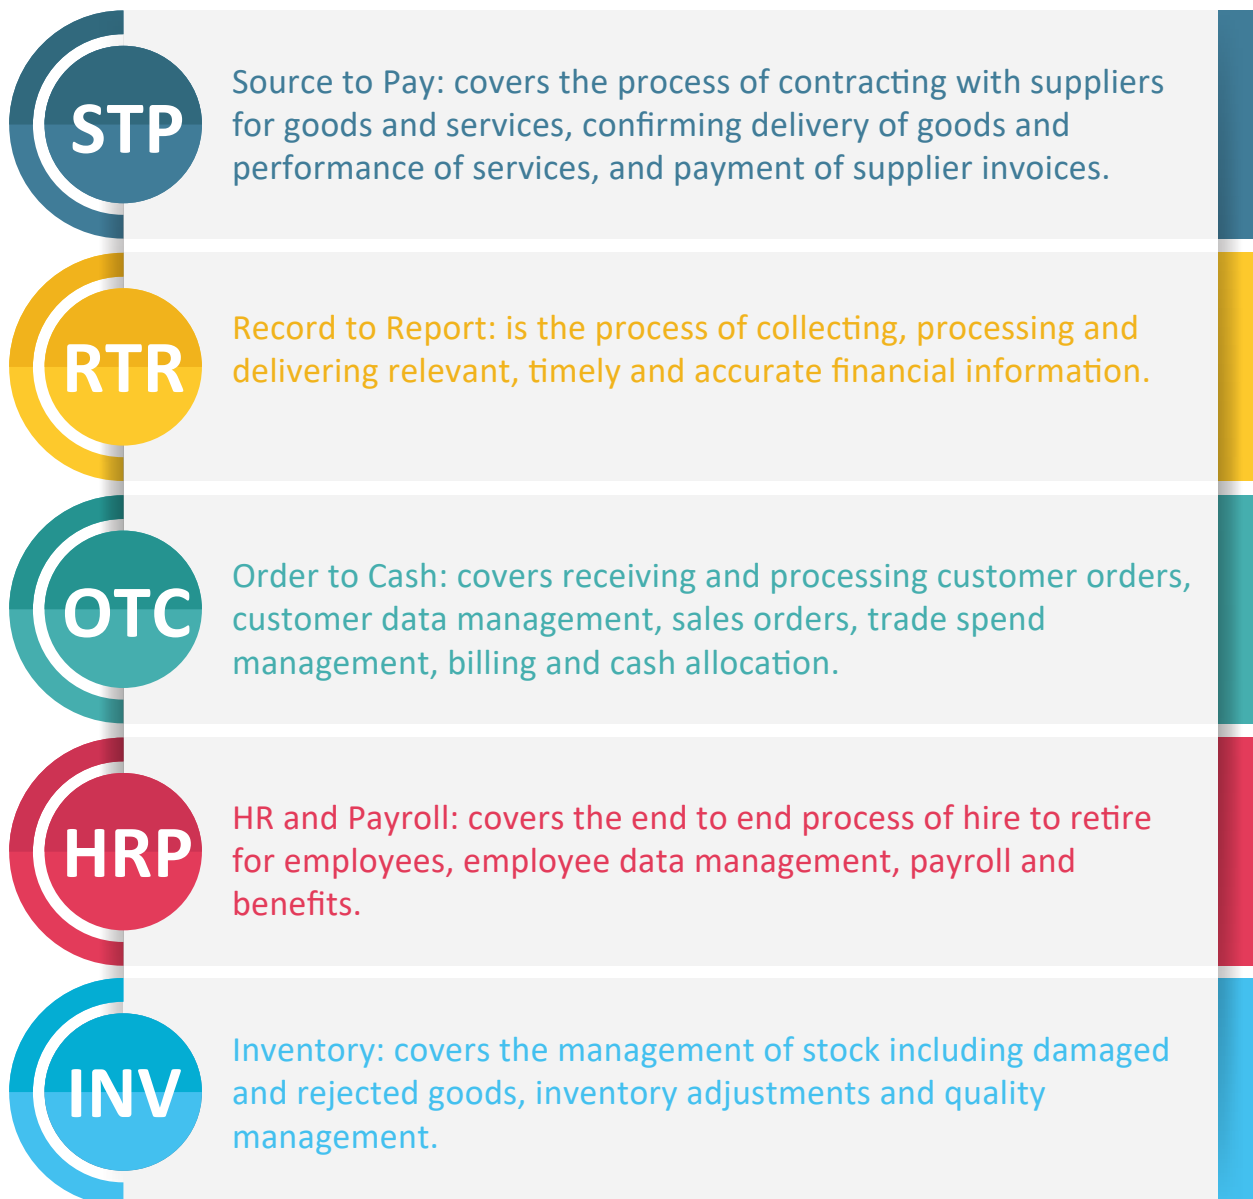 STP
Source to Pay: covers the process of contracting with suppliers
for goods and services, confirming delivery of goods and
performance of services, and payment of supplier invoices.
RTR
Record to Report: is the process of collecting, processing and
delivering relevant, timely and accurate financial information.
OTC
Order to Cash: covers receiving and processing customer orders,
customer data management, sales orders, trade spend
management, billing and cash allocation.
HRP
HR and Payroll: covers the end to end process of hire to retire
for employees, employee data management, payroll and
benefits.
INV
Inventory: covers the management of stock including damaged
and rejected goods, inventory adjustments and quality
management.